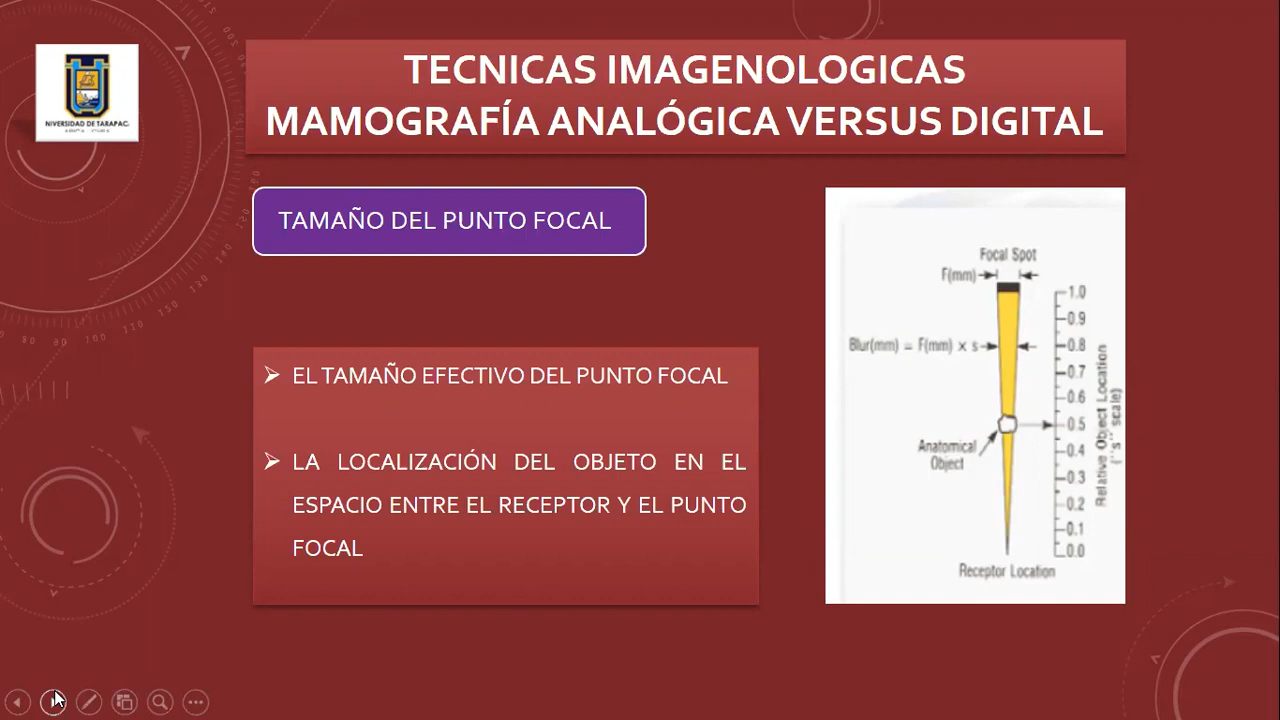 NIVERSIDAD DE TARAPAC
TECNICAS IMAGENOLOGICAS
MAMOGRAFÍA ANALÓGICA VERSUS DIGITAL
TAMAÑO DEL PUNTO FOCAL
EL TAMAÑO EFECTIVO DEL PUNTO FOCAL
LA LOCALIZACIÓN DEL OBJETO EN EL
ESPACIO ENTRE EL RECEPTOR Y EL PUNTO
FOCAL
Focal Spot
F(mm)
1.0
0.9
Blur(mm) = F(mm) × s
0.8
0.7
0.6
0.5
Anatomical
Object
0.4
0.3
0.2
0.1
0.0
Relative Object Location
("s" scale)
Receptor Location